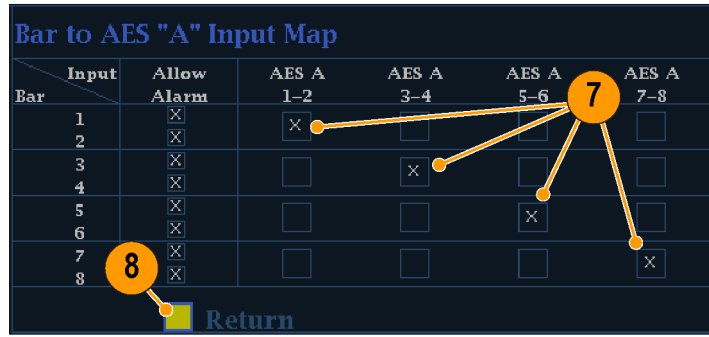 Bar to AES "A" Input Map
Input Allow AES A AES A AES A AES A
Bar Alarm 1–2 3–4 5–6 7–8
7
1 X X
2 X
3 X X
4 X
5 X X
6 X
7 X X
8 X
8
Return